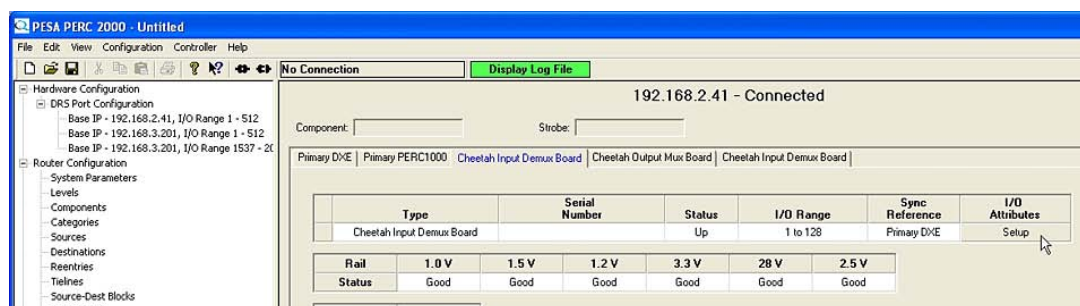 PESA PERC 2000 - Untitled
File Edit View Configuration Controller Help
No Connection Display Log File
Hardware Configuration
DRS Port Configuration
Base IP - 192.168.2.41, I/O Range 1 - 512
Base IP - 192.168.3.201, I/O Range 1 - 512
Base IP - 192.168.3.201, I/O Range 1537 - 20
Router Configuration
System Parameters
Levels
Components
Categories
Sources
Destinations
Reentries
Tielines
Source-Dest Blocks
192.168.2.41 - Connected
Component: Strobe:
Primary DXE Primary PERC1000 Cheetah Input Demux Board Cheetah Output Mux Board Cheetah Input Demux Board
Type Serial Number Status I/O Range Sync Reference I/O Attributes
Cheetah Input Demux Board Up 1 to 128 Primary DXE Setup
Rail 1.0 V 1.5 V 1.2 V 3.3 V 28 V 2.5 V
Status Good Good Good Good Good Good